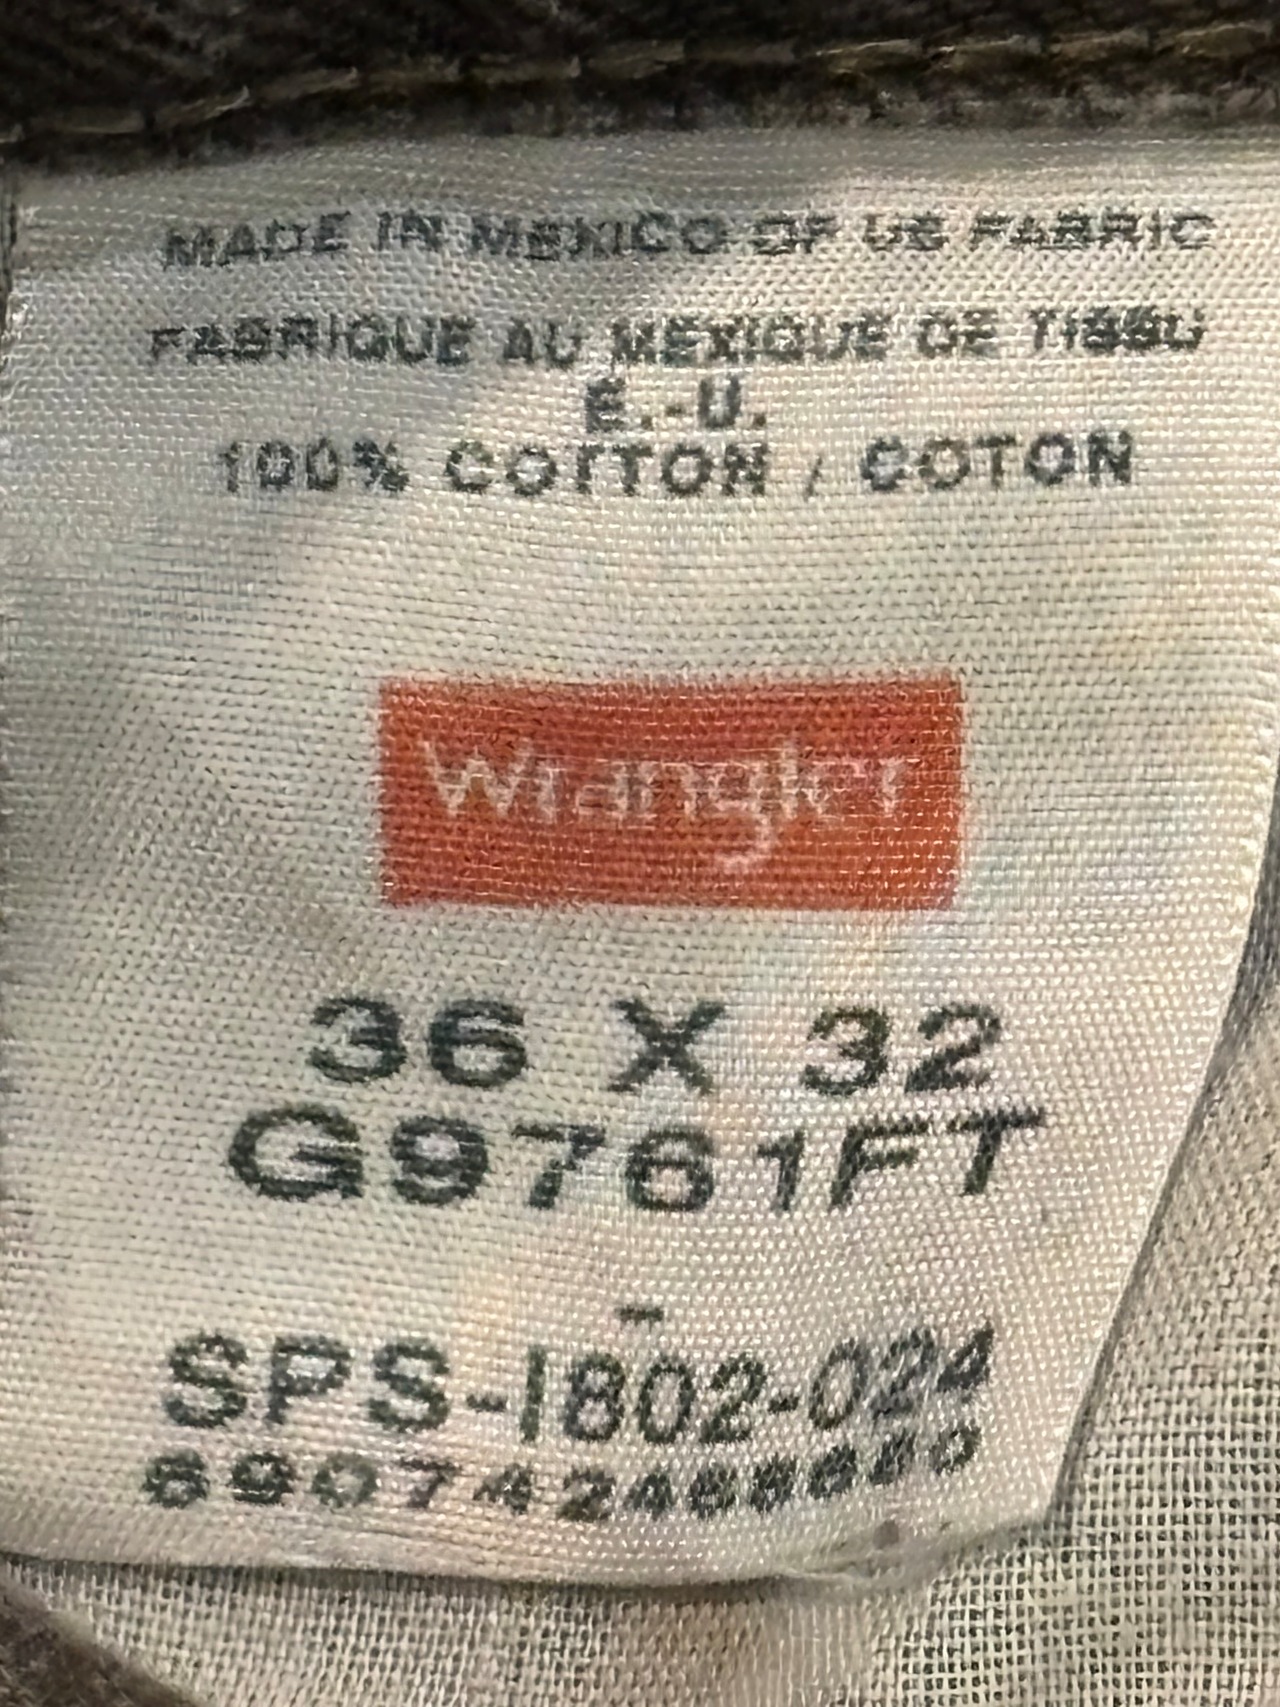 MADE IN MEXICO OF US FABRIC
FABRIQUE AU MEXIQUE DE TISSU
É.-U.
100% COTTON / COTON
Wrangler
36 X 32
G9761FT
-
SPS-1802-024